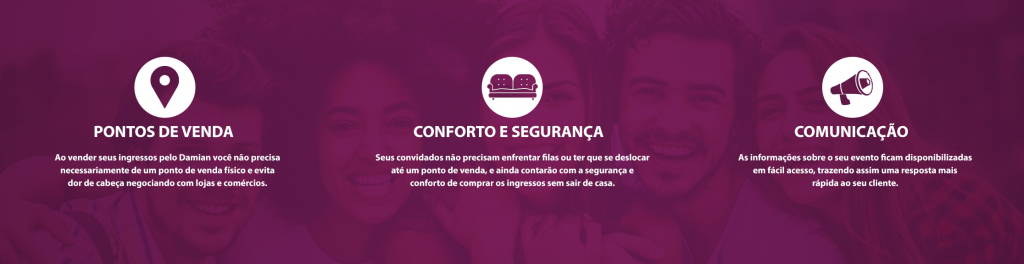 PONTOS DE VENDA
Ao vender seus ingressos pelo Damian você não precisa
necessariamente de um ponto de venda físico e evita
dor de cabeça negociando com lojas e comércios.
CONFORTO E SEGURANÇA
Seus convidados não precisam enfrentar filas ou ter que se deslocar
até um ponto de venda, e ainda contarão com a segurança e
conforto de comprar os ingressos sem sair de casa.
COMUNICAÇÃO
As informações sobre o seu evento ficam disponibilizadas
em fácil acesso, trazendo assim uma resposta mais
rápida ao seu cliente.